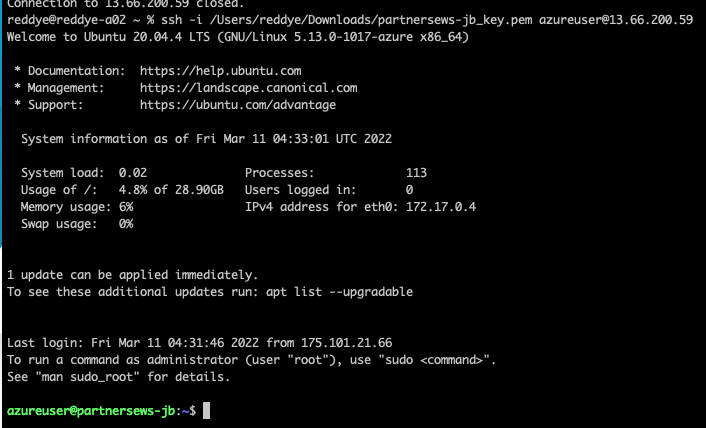 Connection to 13.66.200.59 closed.
reddye@reddye-a02 ~ % ssh -i /Users/reddye/Downloads/partnersews-jb_key.pem azureuser@13.66.200.59
Welcome to Ubuntu 20.04.4 LTS (GNU/Linux 5.13.0-1017-azure x86_64)
* Documentation:  https://help.ubuntu.com
* Management:     https://landscape.canonical.com
* Support:        https://ubuntu.com/advantage
System information as of Fri Mar 11 04:33:01 UTC 2022
System load:  0.02               Processes:             113
Usage of /:   4.8% of 28.90GB   Users logged in:       0
Memory usage: 6%                 IPv4 address for eth0: 172.17.0.4
Swap usage:   0%
1 update can be applied immediately.
To see these additional updates run: apt list --upgradable
Last login: Fri Mar 11 04:31:46 2022 from 175.101.21.66
To run a command as administrator (user "root"), use "sudo <command>".
See "man sudo_root" for details.
azureuser@partnersews-jb:~$